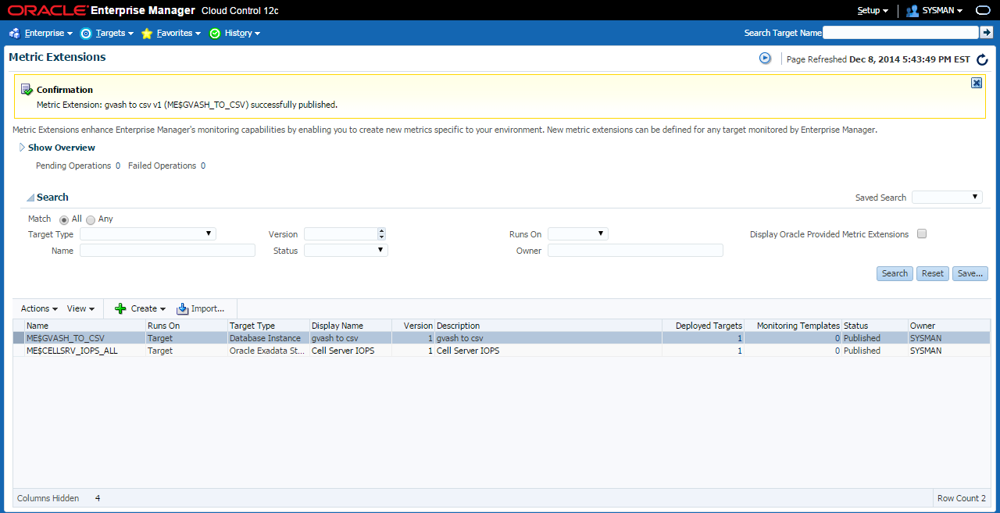 ORACLE Enterprise Manager Cloud Control 12c Setup SYSMAN
Enterprise Targets Favorites History Search Target Name
Metric Extensions Page Refreshed Dec 8, 2014 5:43:49 PM EST
Confirmation
Metric Extension: gvash to csv v1 (ME$GVASH_TO_CSV) successfully published.
Metric Extensions enhance Enterprise Manager's monitoring capabilities by enabling you to create new metrics specific to your environment. New metric extensions can be defined for any target monitored by Enterprise Manager.
Show Overview
Pending Operations 0 Failed Operations 0
Search Saved Search
Match All Any
Target Type Version Runs On Display Oracle Provided Metric Extensions
Name Status Owner
Search Reset Save...
Actions View Create Import...
Name Runs On Target Type Display Name Version Description Deployed Targets Monitoring Templates Status Owner
ME$GVASH_TO_CSV Target Database Instance gvash to csv 1 gvash to csv 1 0 Published SYSMAN
ME$CELLSRV_IOPS_ALL Target Oracle Exadata St... Cell Server IOPS 1 Cell Server IOPS 1 0 Published SYSMAN
Columns Hidden 4 Row Count 2